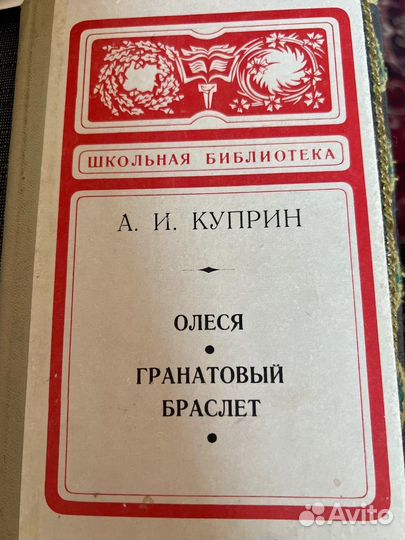 ШКОЛЬНАЯ БИБЛИОТЕКА
А. И. КУПРИН
ОЛЕСЯ
•
ГРАНАТОВЫЙ
БРАСЛЕТ
•
Avito